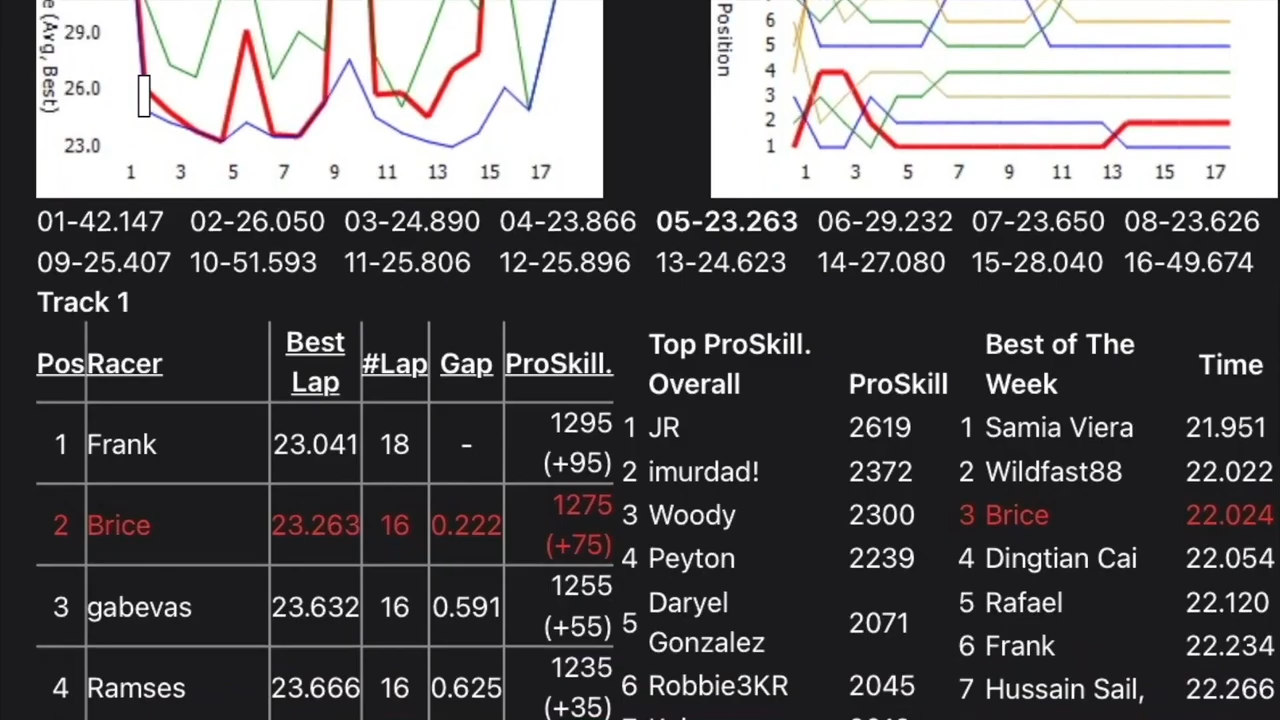 e (Avg, Best)
29.0
26.0
23.0
1 3 5 7 9 11 13 15 17
Position
6
5
4
3
2
1
1 3 5 7 9 11 13 15 17
01-42.147 02-26.050 03-24.890 04-23.866 05-23.263 06-29.232 07-23.650 08-23.626
09-25.407 10-51.593 11-25.806 12-25.896 13-24.623 14-27.080 15-28.040 16-49.674
Track 1
Pos Racer Best Lap #Lap Gap ProSkill.
1 Frank 23.041 18 - 1295 (+95)
2 Brice 23.263 16 0.222 1275 (+75)
3 gabevas 23.632 16 0.591 1255 (+55)
4 Ramses 23.666 16 0.625 1235 (+35)
Top ProSkill. Overall ProSkill
1 JR 2619
2 imurdad! 2372
3 Woody 2300
4 Peyton 2239
5 Daryel Gonzalez 2071
6 Robbie3KR 2045
Best of The Week Time
1 Samia Viera 21.951
2 Wildfast88 22.022
3 Brice 22.024
4 Dingtian Cai 22.054
5 Rafael 22.120
6 Frank 22.234
7 Hussain Sail, 22.266